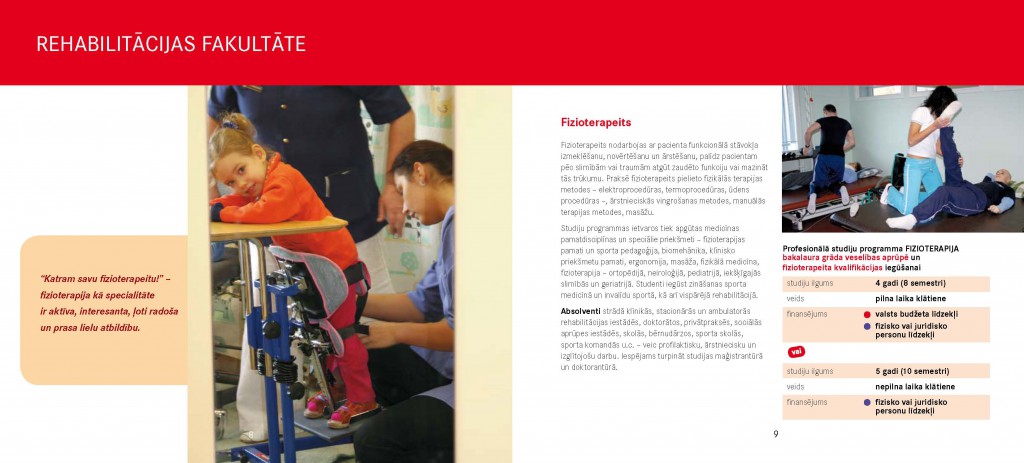 REHABILITĀCIJAS FAKULTĀTE
“Katram savu fizioterapeitu!” –
fizioterapija kā specialitāte
ir aktīva, interesanta, ļoti radoša
un prasa lielu atbildību.
Fizioterapeits
Fizioterapeits nodarbojas ar pacienta funkcionālā stāvokļa
izmeklēšanu, novērtēšanu un ārstēšanu, palīdz pacientam
pēc slimībām vai traumām atgūt zaudēto funkciju vai mazināt
tās trūkumu. Praksē fizioterapeits pielieto fizikālās terapijas
metodes – elektroprocedūras, termoprocedūras, ūdens
procedūras –, ārstnieciskās vingrošanas metodes, manuālās
terapijas metodes, masāžu.
Studiju programmas ietvaros tiek apgūtas medicīnas
pamatdisciplīnas un speciālie priekšmeti – fizioterapijas
pamati un sporta pedagoģija, biomehānika, klīnisko
priekšmetu pamati, ergonomija, masāža, fizikālā medicīna,
fizioterapija – ortopēdijā, neiroloģijā, pediatrijā, iekšķīgajās
slimībās un geriatrijā. Studenti iegūst zināšanas sporta
medicīnā un invalīdu sportā, kā arī vispārējā rehabilitācijā.
Absolventi strādā klīnikās, stacionārās un ambulatorās
rehabilitācijas iestādēs, doktorātos, privātpraksēs, sociālās
aprūpes iestādēs, skolās, bērnudārzos, sporta skolās,
sporta komandās u.c. – veic profilaktisku, ārstniecisku un
izglītojošu darbu. Iespējams turpināt studijas maģistrantūrā
un doktorantūrā.
Profesionālā studiju programma FIZIOTERAPIJA
bakalaura grāda veselības aprūpē un
fizioterapeita kvalifikācijas iegūšanai
studiju ilgums 4 gadi (8 semestri)
veids pilna laika klātiene
finansējums valsts budžeta līdzekļi
fizisko vai juridisko
personu līdzekļi
vai
studiju ilgums 5 gadi (10 semestri)
veids nepilna laika klātiene
finansējums fizisko vai juridisko
personu līdzekļi
9